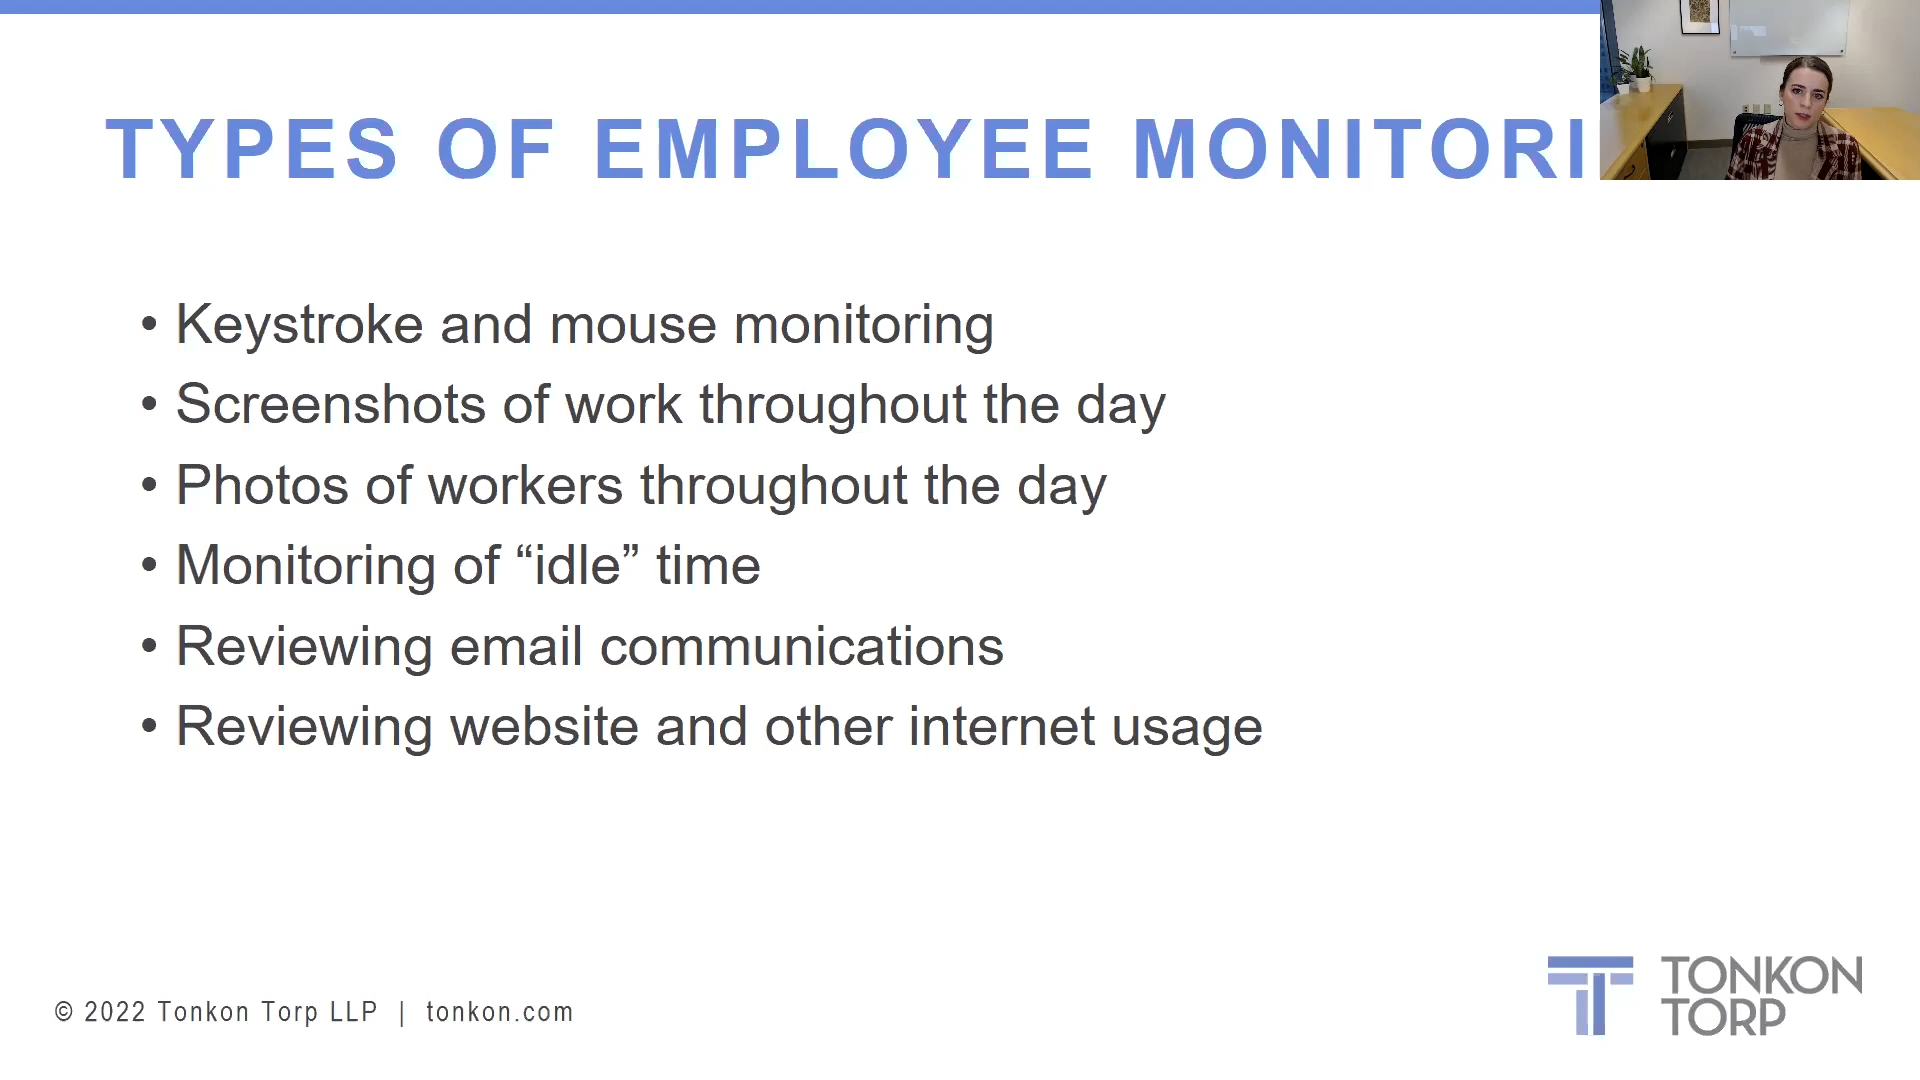 TYPES OF EMPLOYEE MONITORI
• Keystroke and mouse monitoring
• Screenshots of work throughout the day
• Photos of workers throughout the day
• Monitoring of “idle” time
• Reviewing email communications
• Reviewing website and other internet usage
© 2022 Tonkon Torp LLP | tonkon.com
TONKON
TORP